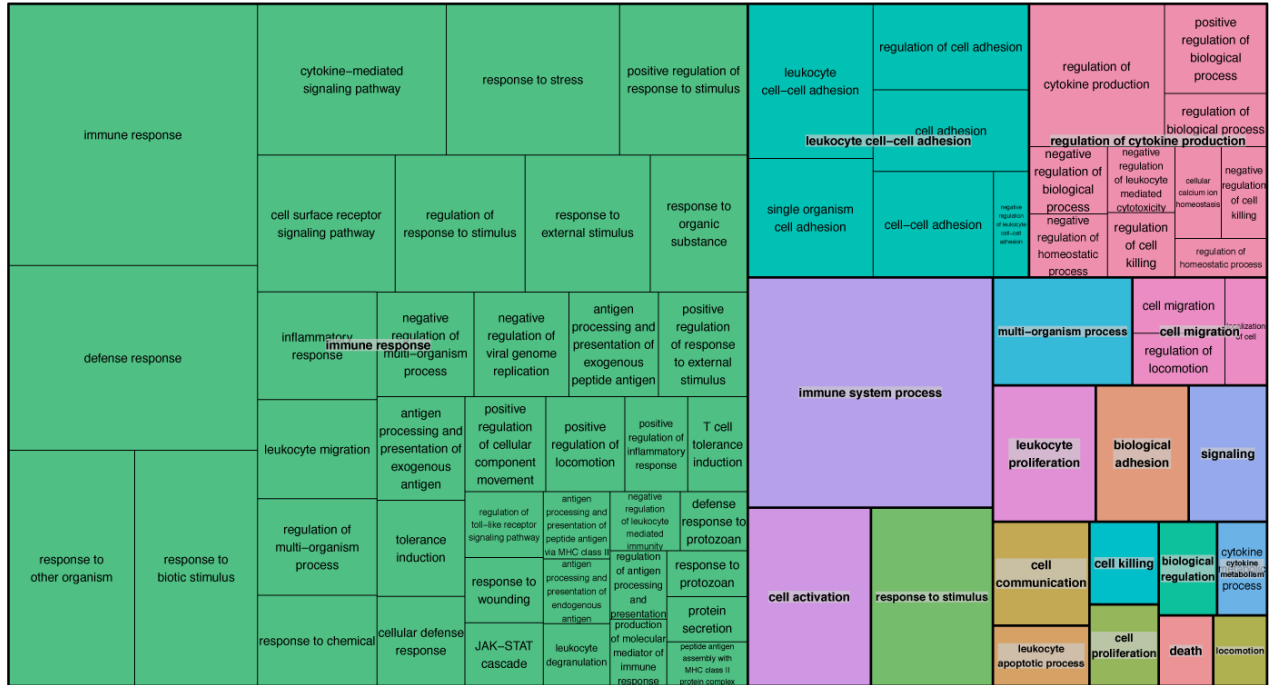 immune response
defense response
response to
other organism
response to
biotic stimulus
cytokine−mediated
signaling pathway
response to stress
positive regulation of
response to stimulus
cell surface receptor
signaling pathway
regulation of
response to stimulus
response to
external stimulus
response to
organic
substance
inflammatory
response
negative
regulation of
multi−organism
process
negative
regulation of
viral genome
replication
antigen
processing and
presentation of
exogenous
peptide antigen
positive
regulation
of response
to external
stimulus
immune response
leukocyte migration
antigen
processing and
presentation of
exogenous
antigen
positive
regulation
of cellular
component
movement
positive
regulation of
locomotion
positive
regulation of
inflammatory
response
T cell
tolerance
induction
regulation of
multi−organism
process
tolerance
induction
regulation of
toll−like receptor
signaling pathway
antigen
processing and
presentation of
peptide antigen
via MHC class II
negative
regulation
of leukocyte
mediated
immunity
defense
response to
protozoan
response to
wounding
antigen
processing and
presentation of
endogenous
antigen
regulation
of antigen
processing
and
presentation
response to
protozoan
protein
secretion
response to chemical
cellular defense
response
JAK−STAT
cascade
leukocyte
degranulation
production
of molecular
mediator of
immune
response
peptide antigen
assembly with
MHC class II
protein complex
leukocyte
cell−cell adhesion
regulation of cell adhesion
cell adhesion
leukocyte cell−cell adhesion
single organism
cell adhesion
cell−cell adhesion
negative
regulation
of leukocyte
cell−cell
adhesion
regulation of
cytokine production
positive
regulation of
biological
process
regulation of
biological process
regulation of cytokine production
negative
regulation of
biological
process
negative
regulation
of leukocyte
mediated
cytotoxicity
cellular
calcium ion
homeostasis
negative
regulation
of cell
killing
negative
regulation of
homeostatic
process
regulation
of cell
killing
regulation of
homeostatic process
immune system process
multi−organism process
cell migration
cell migration
regulation of
locomotion
of cell
leukocyte
proliferation
biological
adhesion
signaling
cell activation
response to stimulus
cell
communication
cell killing
biological
regulation
cytokine
process
cytokine
metabolism
leukocyte
apoptotic process
cell
proliferation
death
locomotion